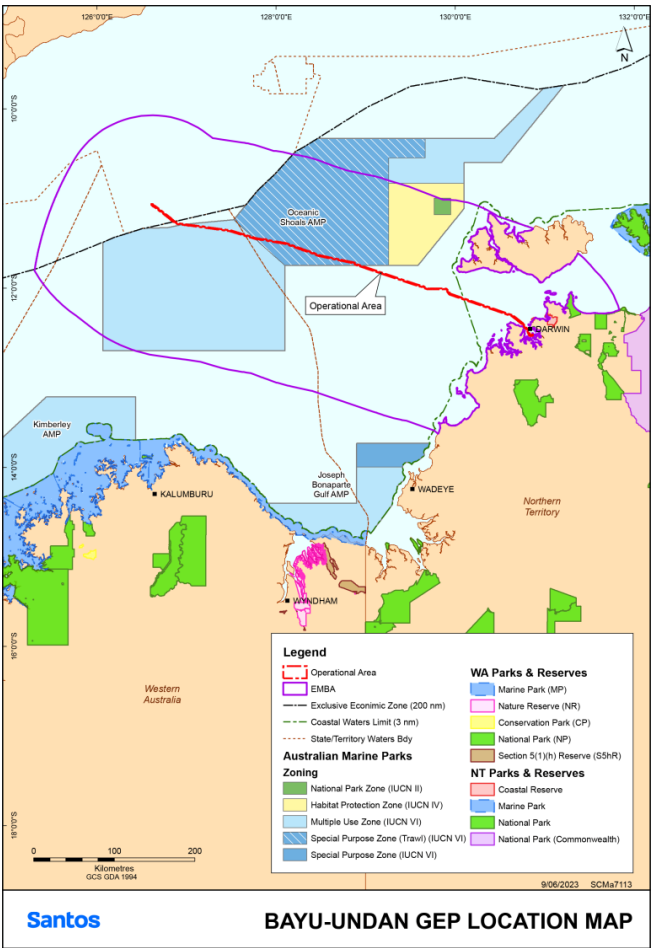 126°0'0"E
128°0'0"E
130°0'0"E
132°0'0"E
N
10°0'0"S
Oceanic
Shoals AMP
12°0'0"S
Operational Area
DARWIN
Kimberley
AMP
14°0'0"S
Joseph
Bonaparte
Gulf AMP
KALUMBURU
WADEYE
Northern
Territory
WYNDHAM
16°0'0"S
Western
Australia
18°0'0"S
Legend
Operational Area
EMBA
Exclusive Econimic Zone (200 nm)
Coastal Waters Limit (3 nm)
State/Territory Waters Bdy
Australian Marine Parks
Zoning
National Park Zone (IUCN II)
Habitat Protection Zone (IUCN IV)
Multiple Use Zone (IUCN VI)
Special Purpose Zone (Trawl) (IUCN VI)
Special Purpose Zone (IUCN VI)
WA Parks & Reserves
Marine Park (MP)
Nature Reserve (NR)
Conservation Park (CP)
National Park (NP)
Section 5(1)(h) Reserve (S5hR)
NT Parks & Reserves
Coastal Reserve
Marine Park
National Park
National Park (Commonwealth)
0 100 200
Kilometres
GCS GDA 1994
9/06/2023 SCMa7113
Santos
BAYU-UNDAN GEP LOCATION MAP